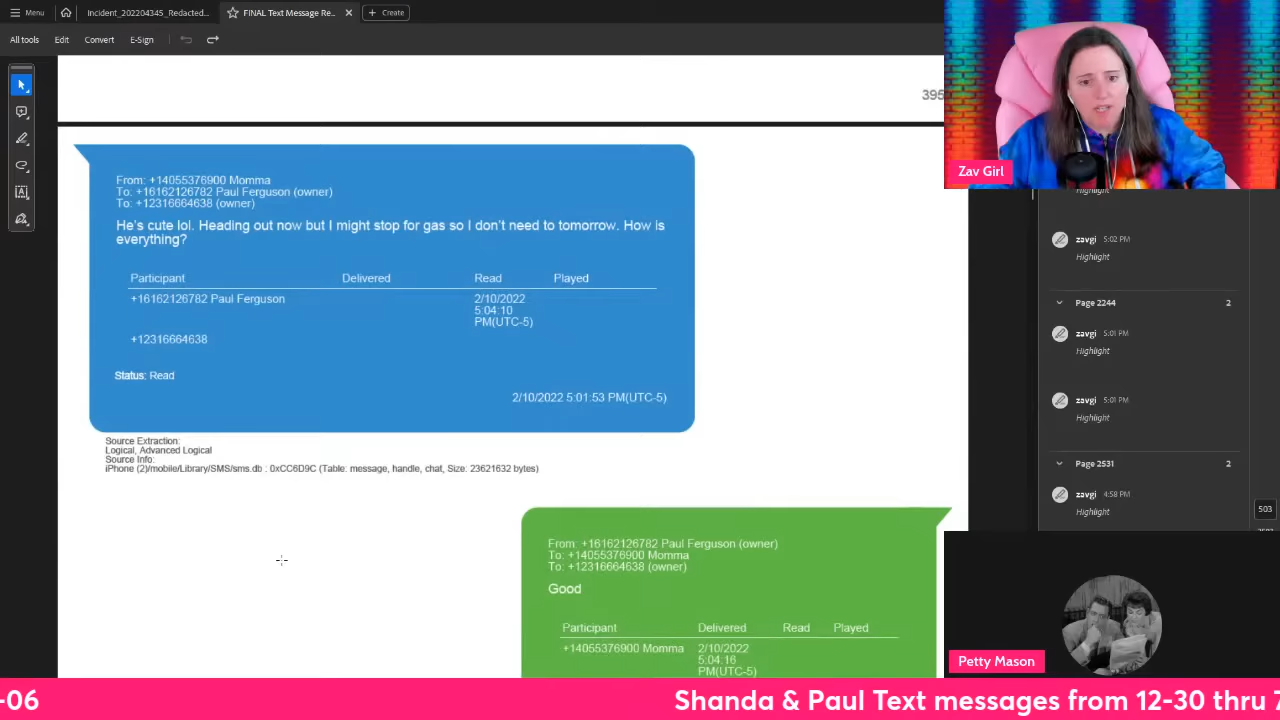 Menu
Incident_202204345_Redacted...
FINAL Text Message Re...
Create
All tools
Edit
Convert
E-Sign
395
From: +14055376900 Momma
To: +16162126782 Paul Ferguson (owner)
To: +12316664638 (owner)
He's cute lol. Heading out now but I might stop for gas so I don't need to tomorrow. How is
everything?
Participant Delivered Read Played
+16162126782 Paul Ferguson 2/10/2022
5:04:10
PM(UTC-5)
+12316664638
Status: Read
2/10/2022 5:01:53 PM(UTC-5)
Source Extraction:
Logical, Advanced Logical
Source Info:
iPhone (2)/mobile/Library/SMS/sms.db : 0xCC6D9C (Table: message, handle, chat, Size: 23621632 bytes)
From: +16162126782 Paul Ferguson (owner)
To: +14055376900 Momma
To: +12316664638 (owner)
Good
Participant Delivered Read Played
+14055376900 Momma 2/10/2022
5:04:16
PM(UTC-5)
Zav Girl
Highlight
zavgi 5:02 PM
Highlight
Page 2244 2
zavgi 5:01 PM
Highlight
zavgi 5:01 PM
Highlight
Page 2531 2
zavgi 4:58 PM
Highlight
503
Petty Mason
-06
Shanda & Paul Text messages from 12-30 thru